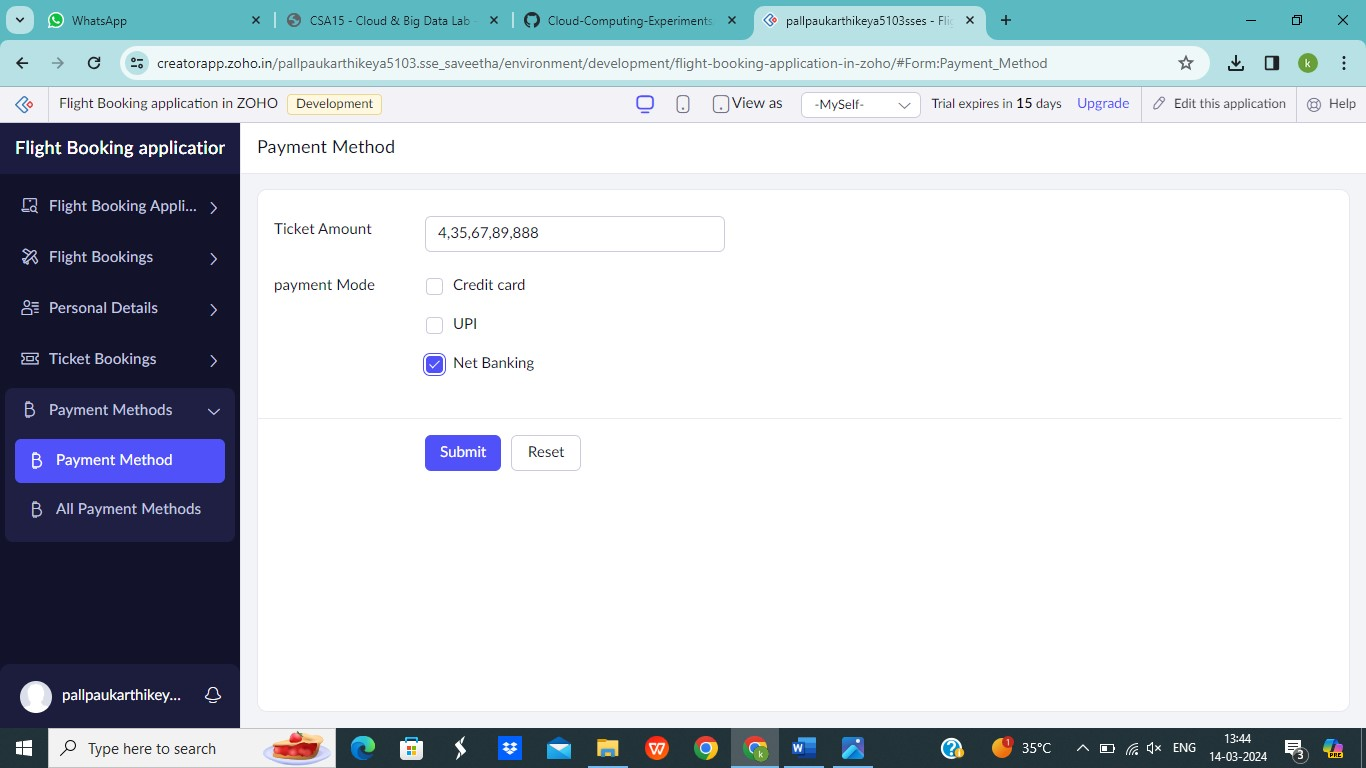 WhatsApp
CSA15 - Cloud & Big Data Lab -
Cloud-Computing-Experiments
pallpaukarthikeya5103sses - Fli
creatorapp.zoho.in/pallpaukarthikeya5103.sse_saveetha/environment/development/flight-booking-application-in-zoho/#Form:Payment_Method
k
Flight Booking application in ZOHO
Development
View as
-MySelf-
Trial expires in 15 days
Upgrade
Edit this application
Help
Flight Booking application
Payment Method
Flight Booking Appli...
Flight Bookings
Personal Details
Ticket Bookings
Payment Methods
Payment Method
All Payment Methods
pallpaukarthikey...
Ticket Amount
4,35,67,89,888
payment Mode
Credit card
UPI
Net Banking
Submit
Reset
Type here to search
35°C
ENG
13:44
14-03-2024
3